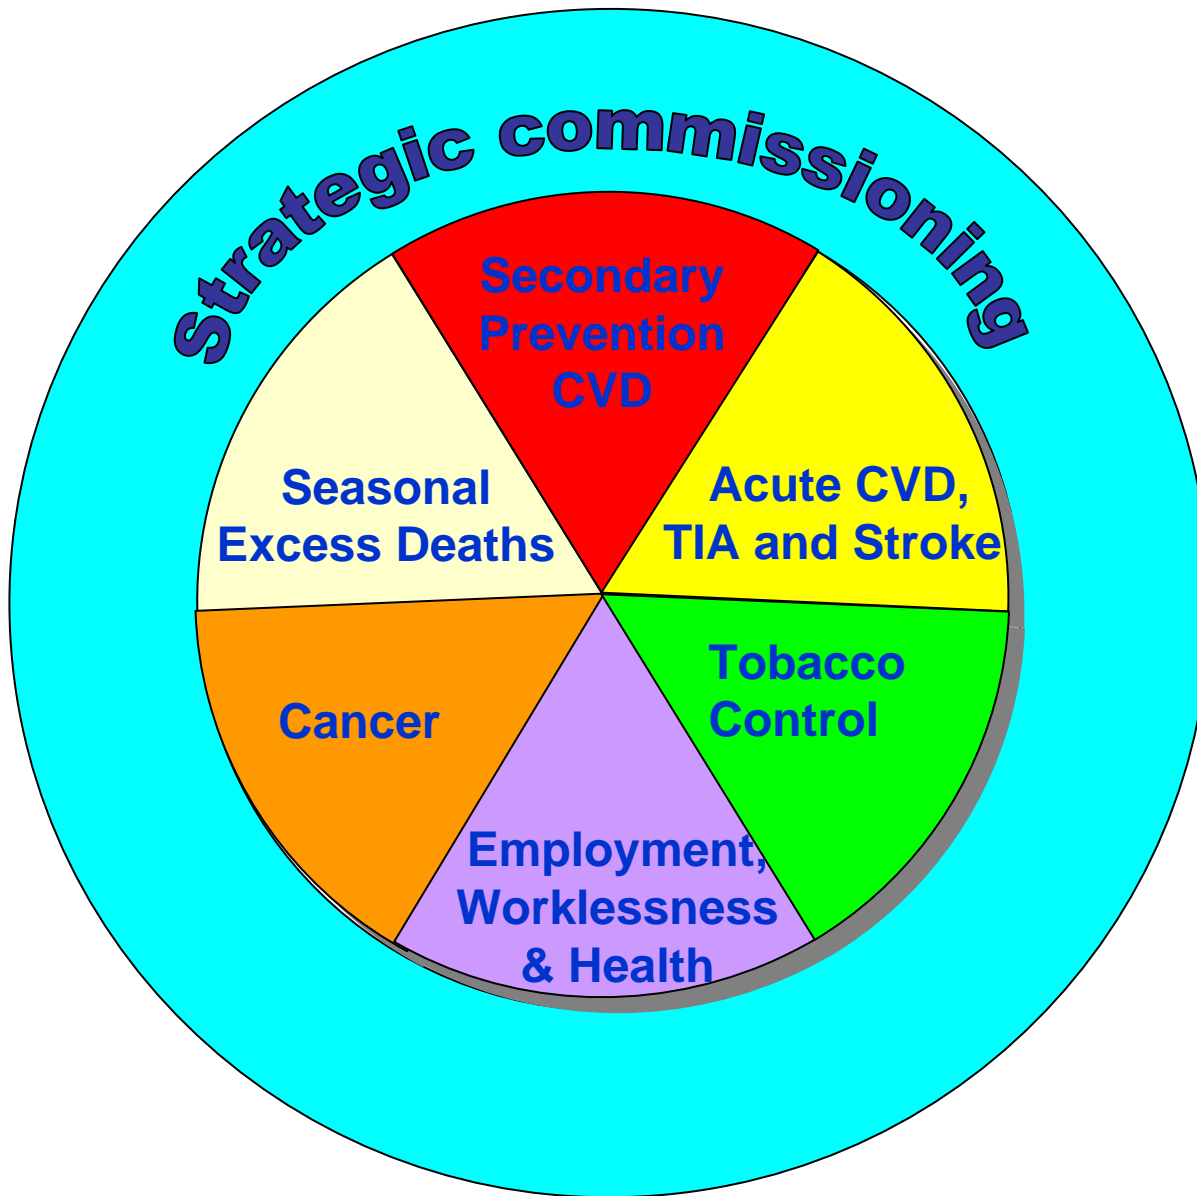 Strategic commissioning
Secondary
Prevention
CVD
Acute CVD,
TIA and Stroke
Tobacco
Control
Employment,
Worklessness
& Health
Cancer
Seasonal
Excess Deaths